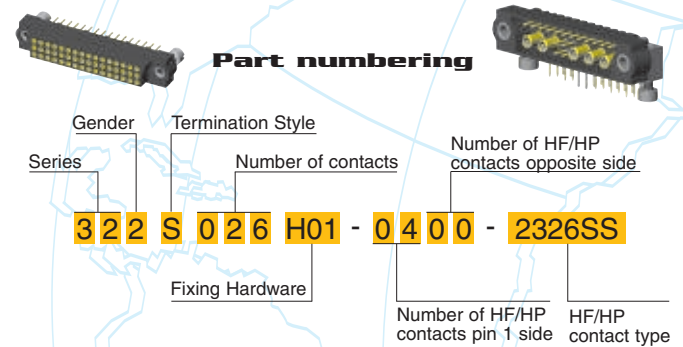 Part numbering
Gender
Termination Style
Number of HF/HP
contacts opposite side
Series
Number of contacts
3 2 2 S 0 2 6 H01 - 0 4 0 0 - 2326SS
Fixing Hardware
Number of HF/HP
contacts pin 1 side
HF/HP
contact type